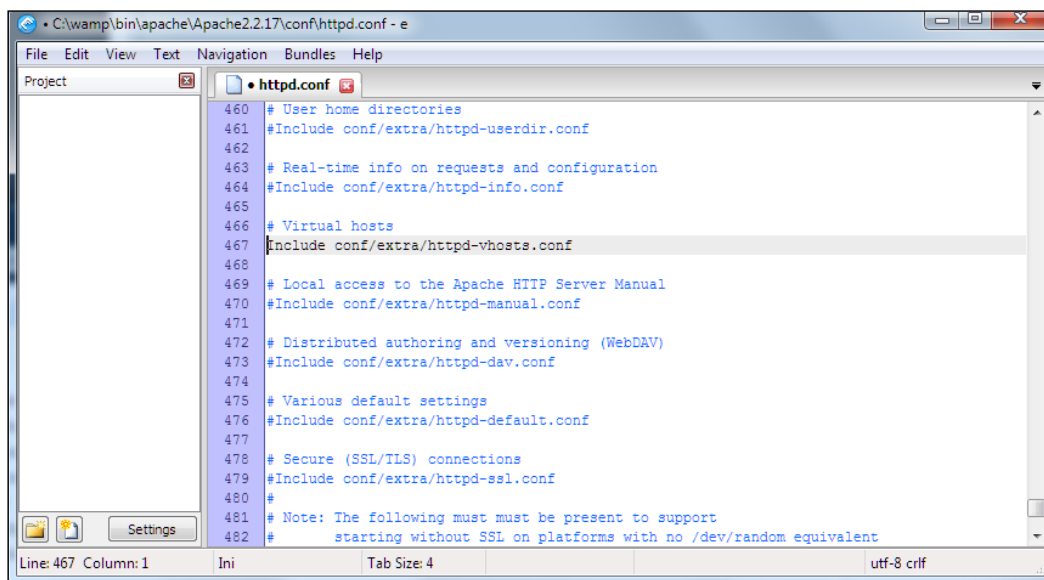 • C:\wamp\bin\apache\Apache2.2.17\conf\httpd.conf - e
File Edit View Text Navigation Bundles Help
Project
• httpd.conf
460 # User home directories
461 #Include conf/extra/httpd-userdir.conf
462
463 # Real-time info on requests and configuration
464 #Include conf/extra/httpd-info.conf
465
466 # Virtual hosts
467 Include conf/extra/httpd-vhosts.conf
468
469 # Local access to the Apache HTTP Server Manual
470 #Include conf/extra/httpd-manual.conf
471
472 # Distributed authoring and versioning (WebDAV)
473 #Include conf/extra/httpd-dav.conf
474
475 # Various default settings
476 #Include conf/extra/httpd-default.conf
477
478 # Secure (SSL/TLS) connections
479 #Include conf/extra/httpd-ssl.conf
480 #
481 # Note: The following must must be present to support
482 #       starting without SSL on platforms with no /dev/random equivalent
Settings
Line: 467 Column: 1 Ini Tab Size: 4 utf-8 crlf